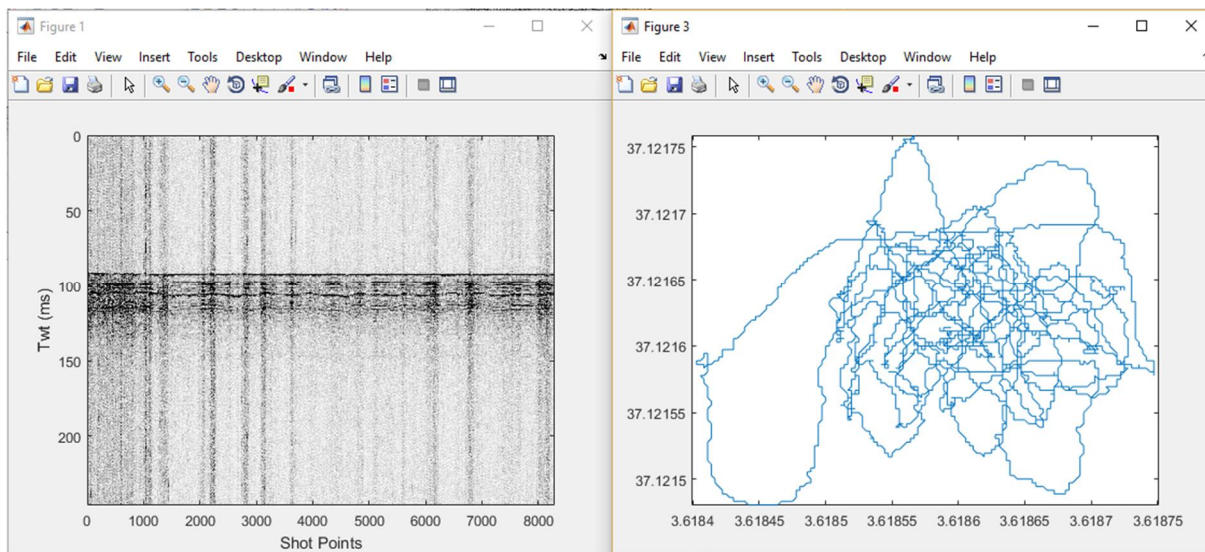 Figure 1
File Edit View Insert Tools Desktop Window Help
0
50
100
150
200
Twt (ms)
0 1000 2000 3000 4000 5000 6000 7000 8000
Shot Points
Figure 3
File Edit View Insert Tools Desktop Window Help
37.12175
37.1217
37.12165
37.1216
37.12155
37.1215
3.6184 3.61845 3.6185 3.61855 3.6186 3.61865 3.6187 3.61875